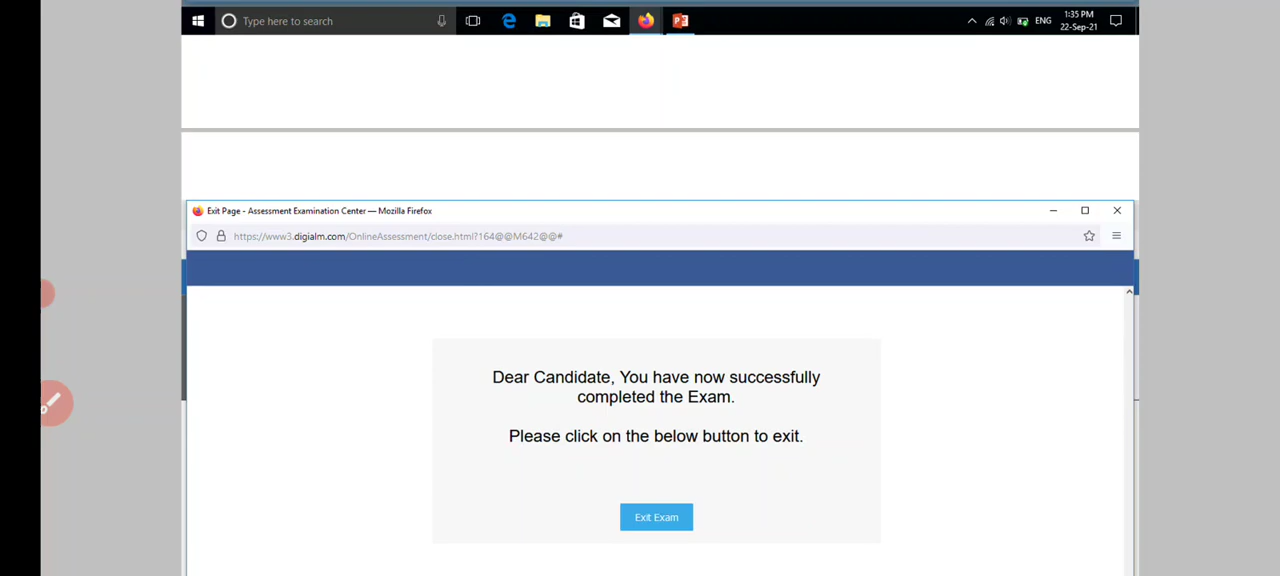 Type here to search
ENG
1:35 PM
22-Sep-21
Exit Page - Assessment Examination Center — Mozilla Firefox
https://www3.digialm.com/OnlineAssessment/close.html?164@@M642@@#
Dear Candidate, You have now successfully
completed the Exam.
Please click on the below button to exit.
Exit Exam